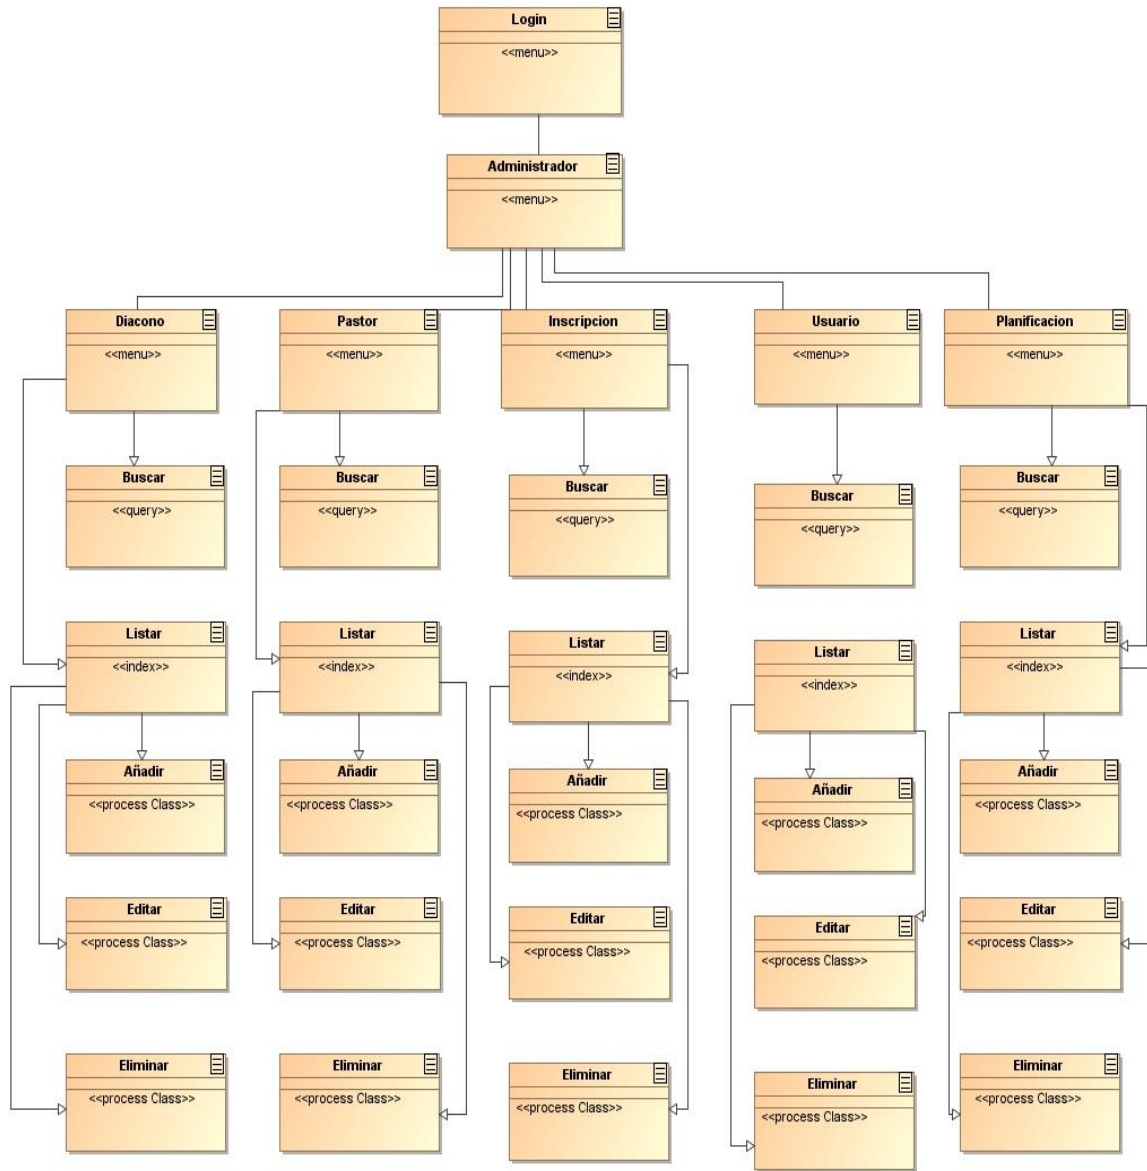 Login
<<menu>>
Administrador
<<menu>>
Diacono
<<menu>>
Pastor
<<menu>>
Inscripcion
<<menu>>
Usuario
<<menu>>
Planificacion
<<menu>>
Buscar
<<query>>
Buscar
<<query>>
Buscar
<<query>>
Buscar
<<query>>
Buscar
<<query>>
Listar
<<index>>
Listar
<<index>>
Listar
<<index>>
Listar
<<index>>
Listar
<<index>>
Añadir
<<process Class>>
Añadir
<<process Class>>
Añadir
<<process Class>>
Añadir
<<process Class>>
Añadir
<<process Class>>
Editar
<<process Class>>
Editar
<<process Class>>
Editar
<<process Class>>
Editar
<<process Class>>
Editar
<<process Class>>
Eliminar
<<process Class>>
Eliminar
<<process Class>>
Eliminar
<<process Class>>
Eliminar
<<process Class>>
Eliminar
<<process Class>>